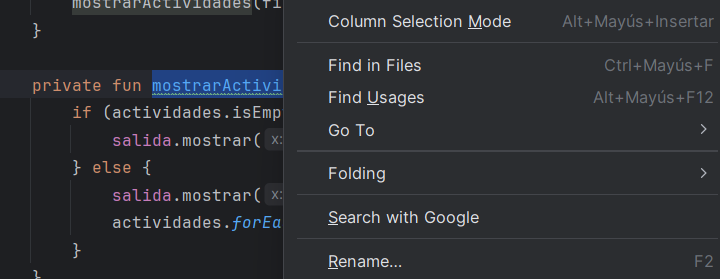 mostrarActividades(fi
}
private fun mostrarActivi
if (actividades.isEmp
salida.mostrar( x:
} else {
salida.mostrar( x:
actividades.forEa
}
}
Column Selection Mode Alt+Mayús+Insertar
Find in Files Ctrl+Mayús+F
Find Usages Alt+Mayús+F12
Go To
Folding
Search with Google
Rename... F2